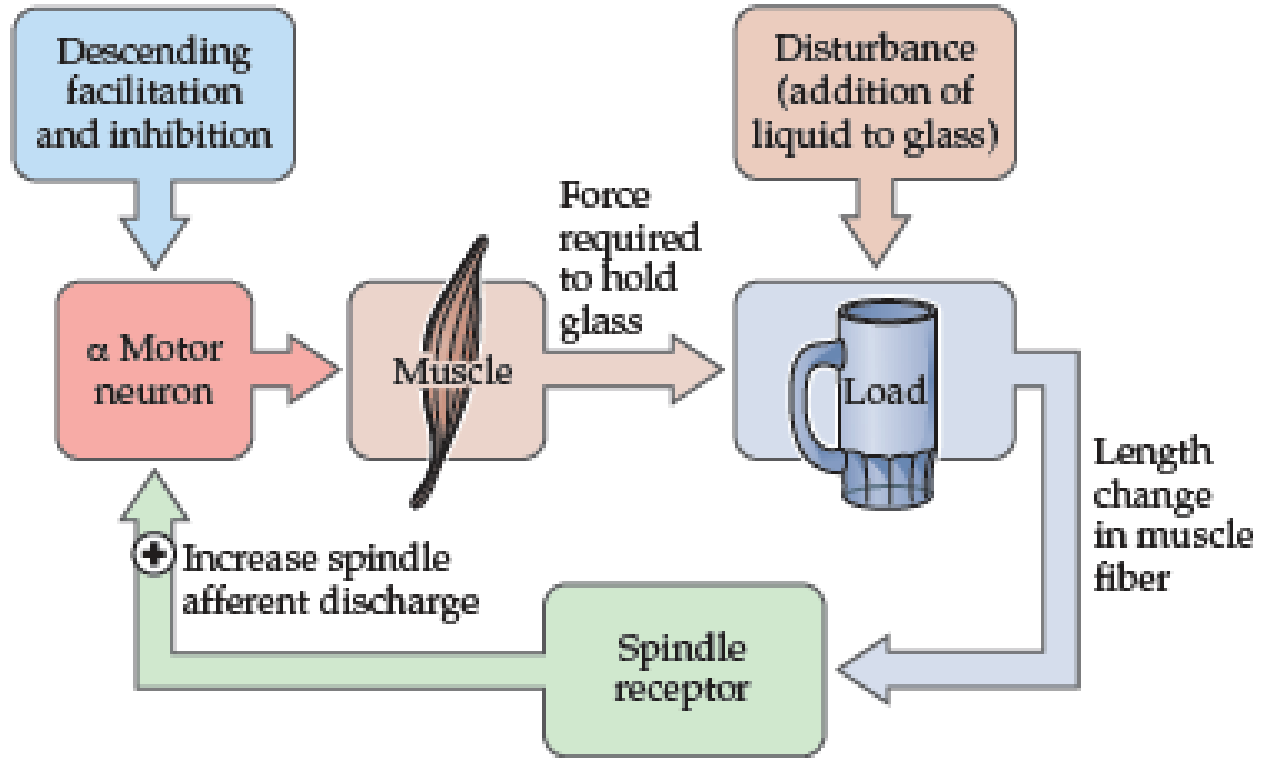 Descending
facilitation
and inhibition
Disturbance
(addition of
liquid to glass)
Force
required
to hold
glass
α Motor
neuron
Muscle
Load
Length
change
in muscle
fiber
+
Increase spindle
afferent discharge
Spindle
receptor